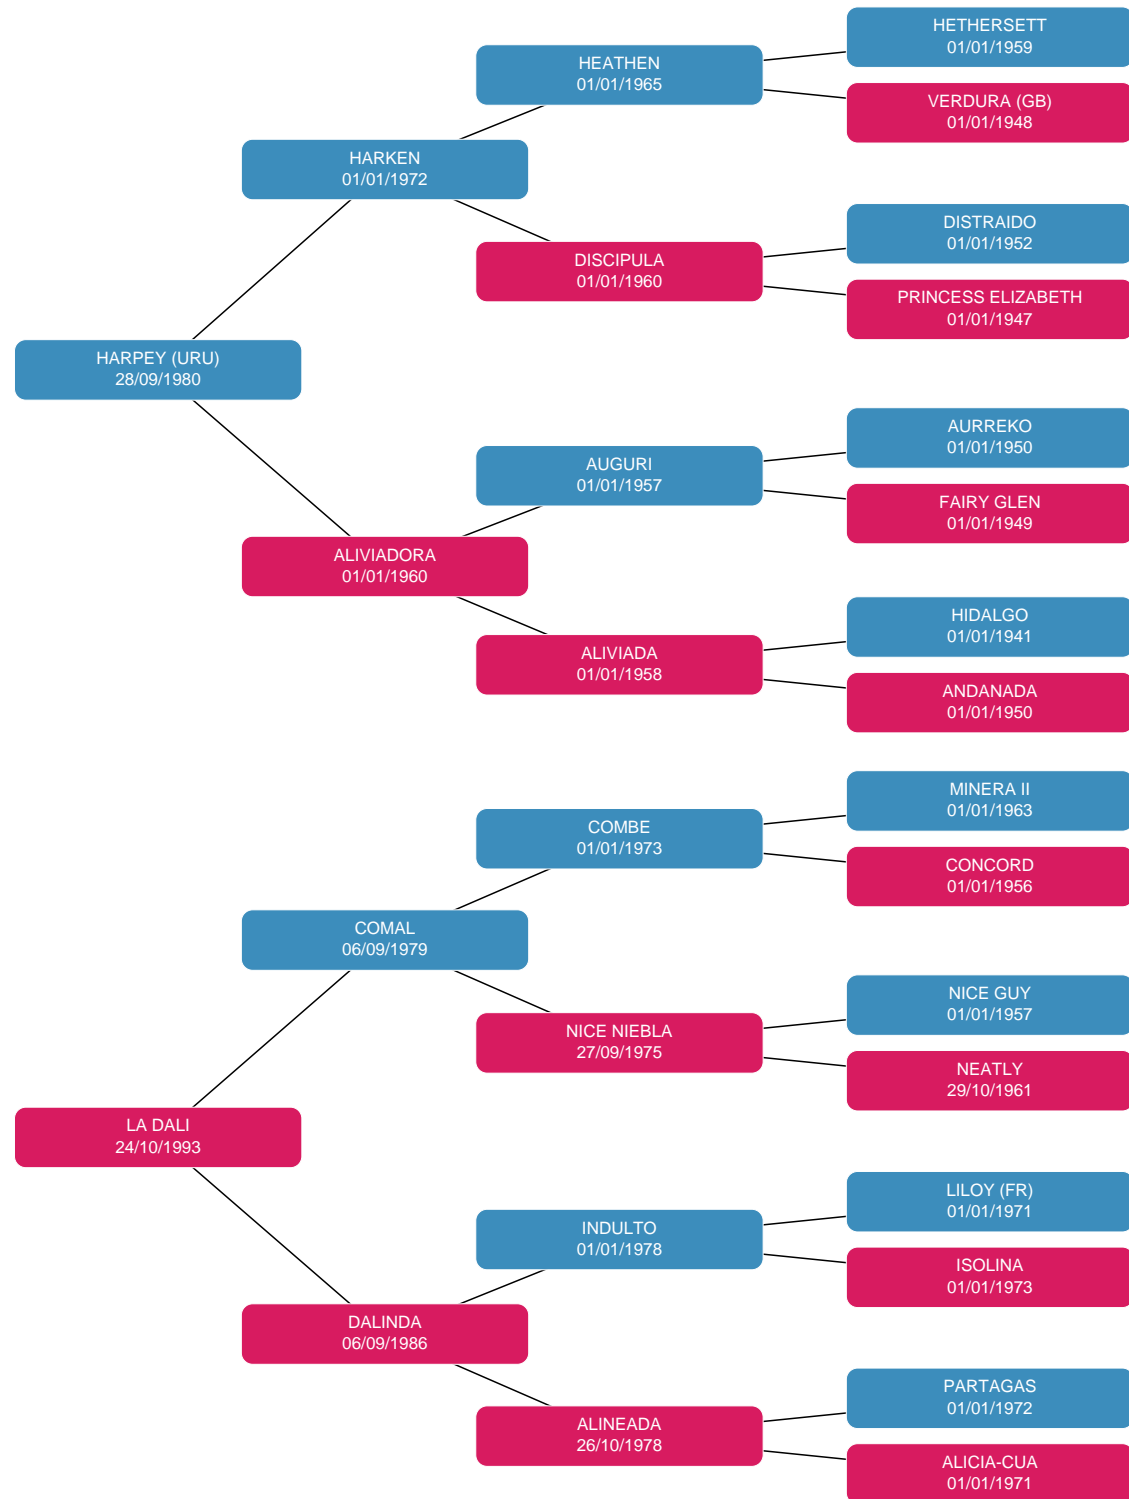 HETHERSETT
01/01/1959
HEATHEN
01/01/1965
VERDURA (GB)
01/01/1948
HARKEN
01/01/1972
DISTRAIDO
01/01/1952
DISCIPULA
01/01/1960
PRINCESS ELIZABETH
01/01/1947
HARPEY (URU)
28/09/1980
AURREKO
01/01/1950
AUGURI
01/01/1957
FAIRY GLEN
01/01/1949
ALIVIADORA
01/01/1960
HIDALGO
01/01/1941
ALIVIADA
01/01/1958
ANDANADA
01/01/1950
MINERA II
01/01/1963
COMBE
01/01/1973
CONCORD
01/01/1956
COMAL
06/09/1979
NICE GUY
01/01/1957
NICE NIEBLA
27/09/1975
NEATLY
29/10/1961
LA DALI
24/10/1993
LILOY (FR)
01/01/1971
INDULTO
01/01/1978
ISOLINA
01/01/1973
DALINDA
06/09/1986
PARTAGAS
01/01/1972
ALINEADA
26/10/1978
ALICIA-CUA
01/01/1971